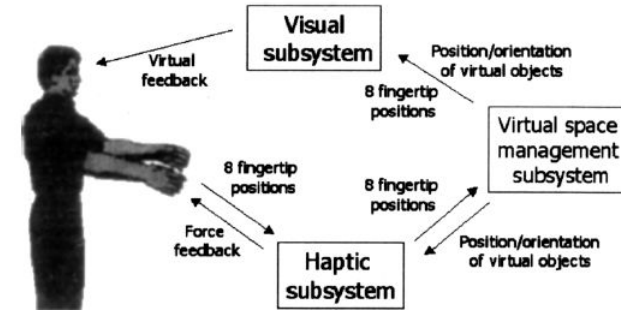 Visual
subsystem
Virtual
feedback
Position/orientation
of virtual objects
8 fingertip
positions
Virtual space
management
subsystem
8 fingertip
positions
8 fingertip
positions
Force
feedback
Haptic
subsystem
Position/orientation
of virtual objects